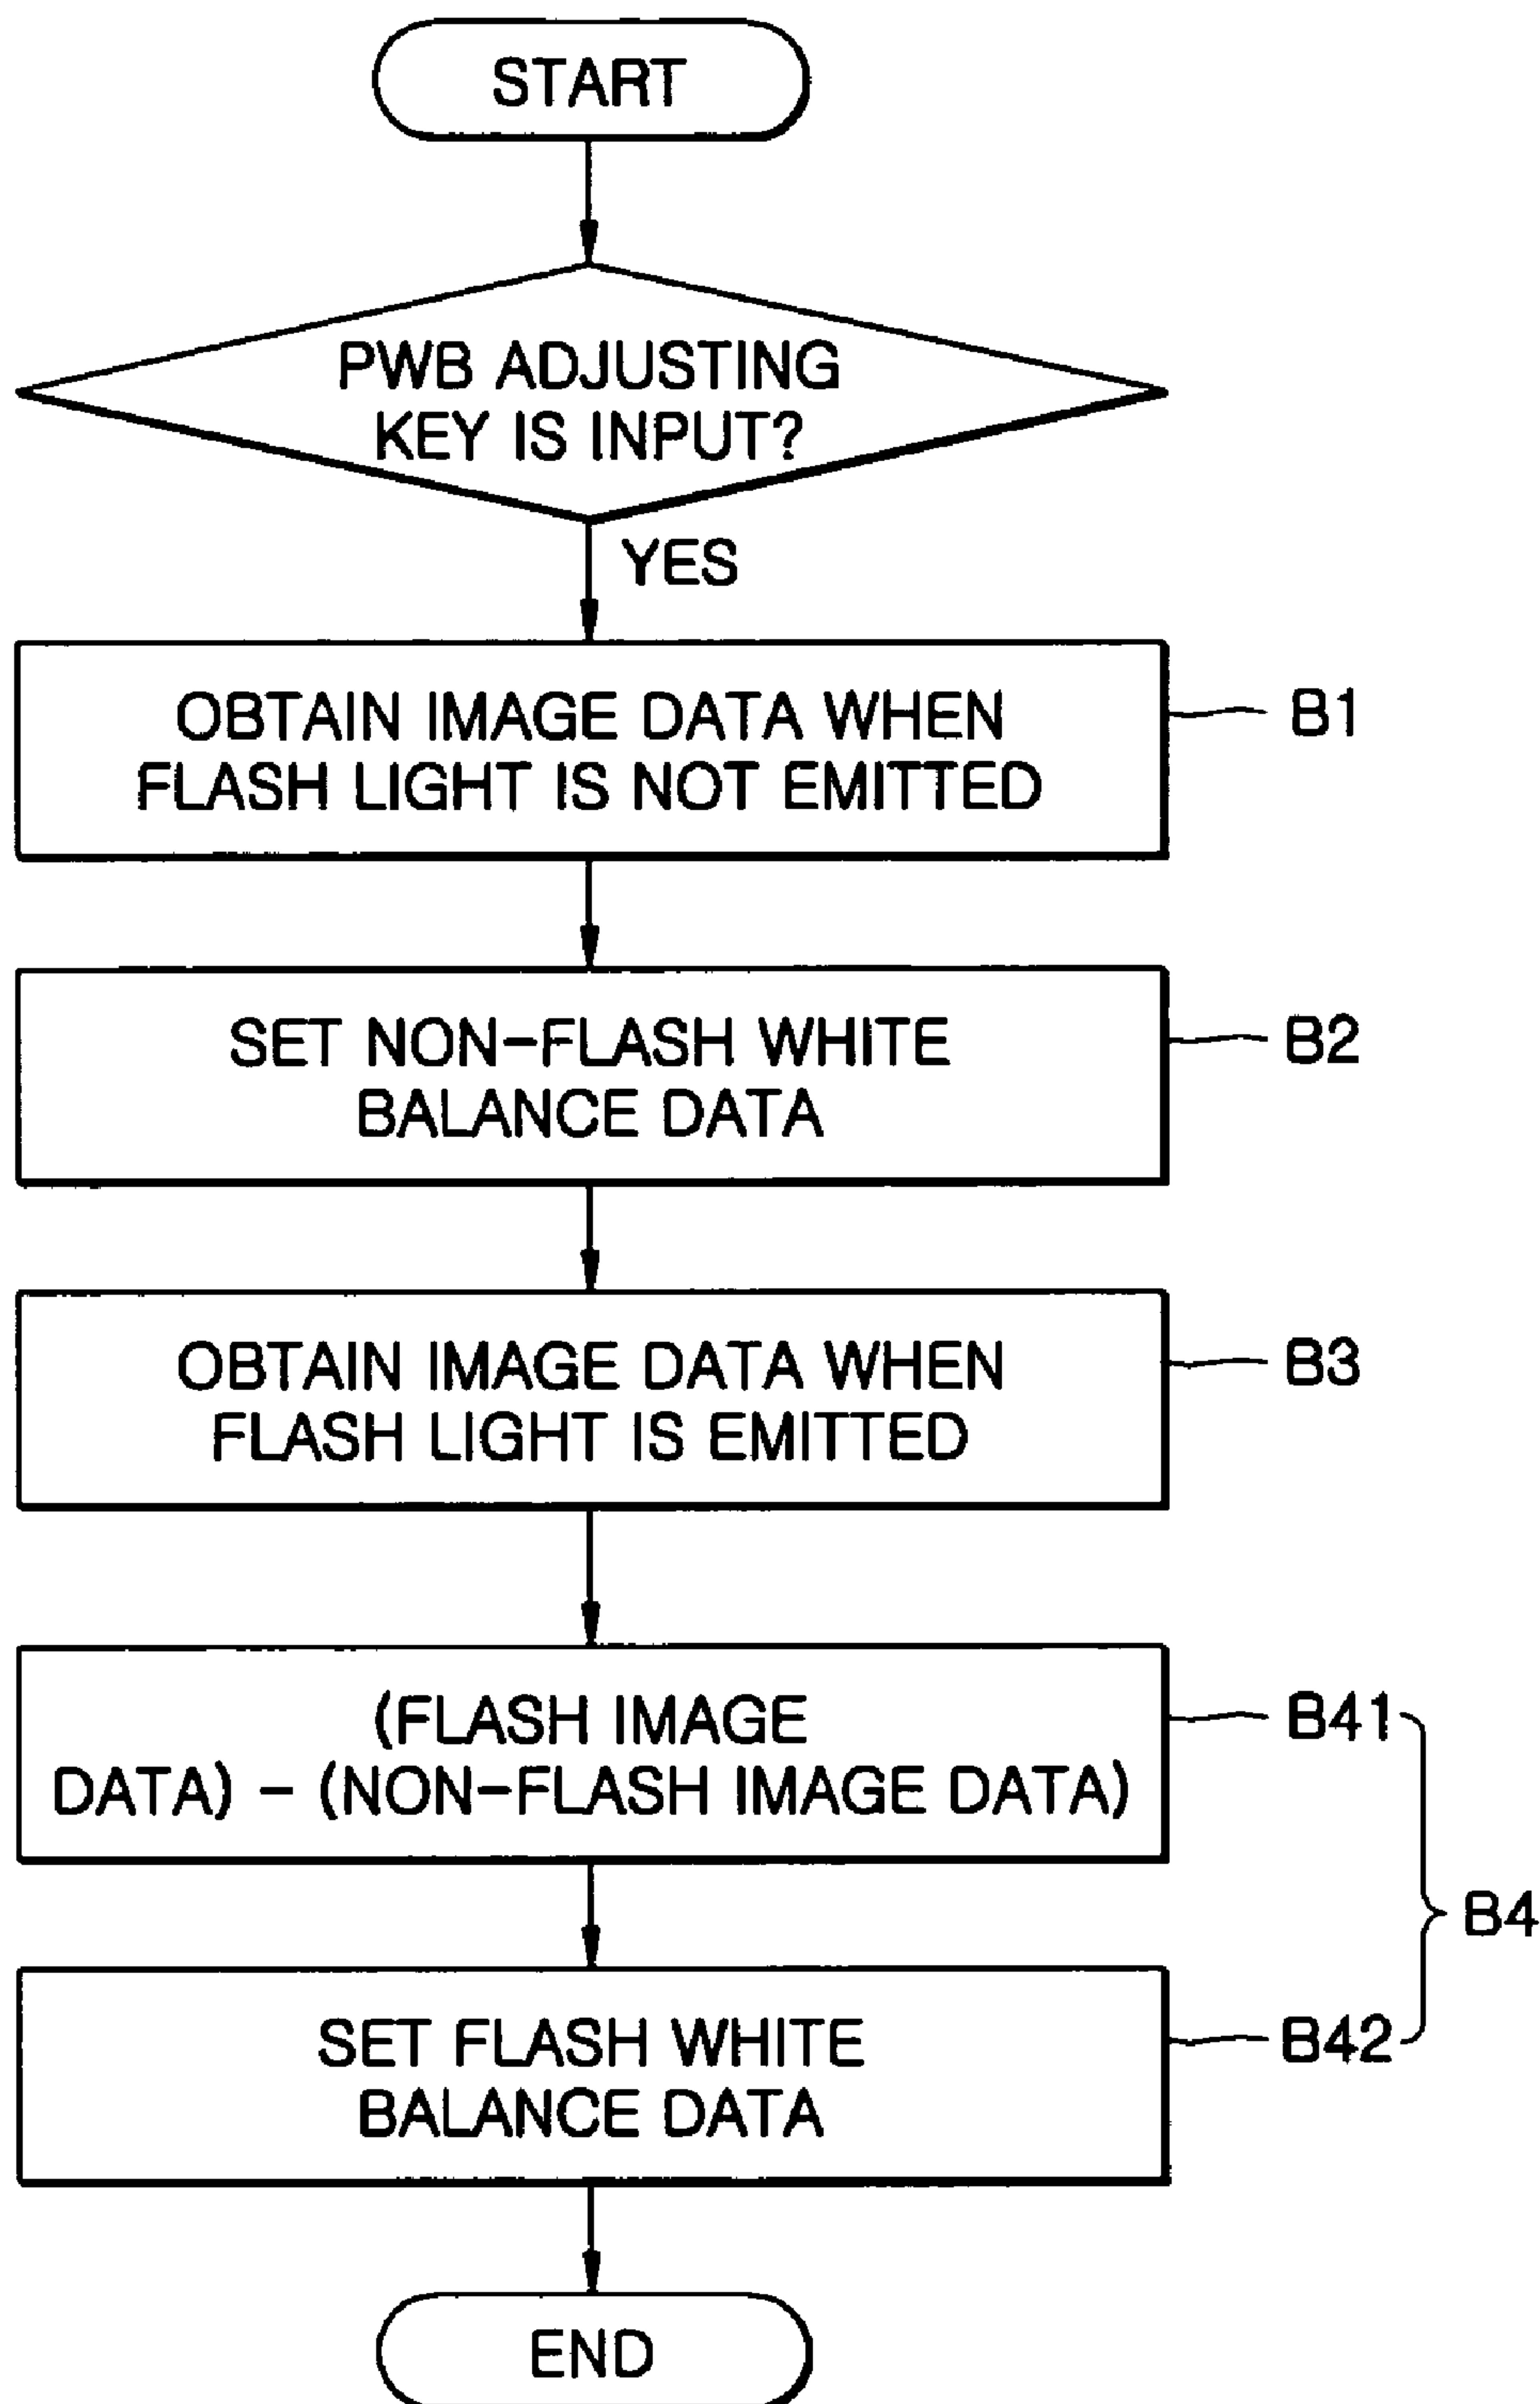 START
PWB ADJUSTING
KEY IS INPUT?
YES
OBTAIN IMAGE DATA WHEN
FLASH LIGHT IS NOT EMITTED
B1
SET NON-FLASH WHITE
BALANCE DATA
B2
OBTAIN IMAGE DATA WHEN
FLASH LIGHT IS EMITTED
B3
(FLASH IMAGE
DATA) - (NON-FLASH IMAGE DATA)
B41
B4
SET FLASH WHITE
BALANCE DATA
B42
END